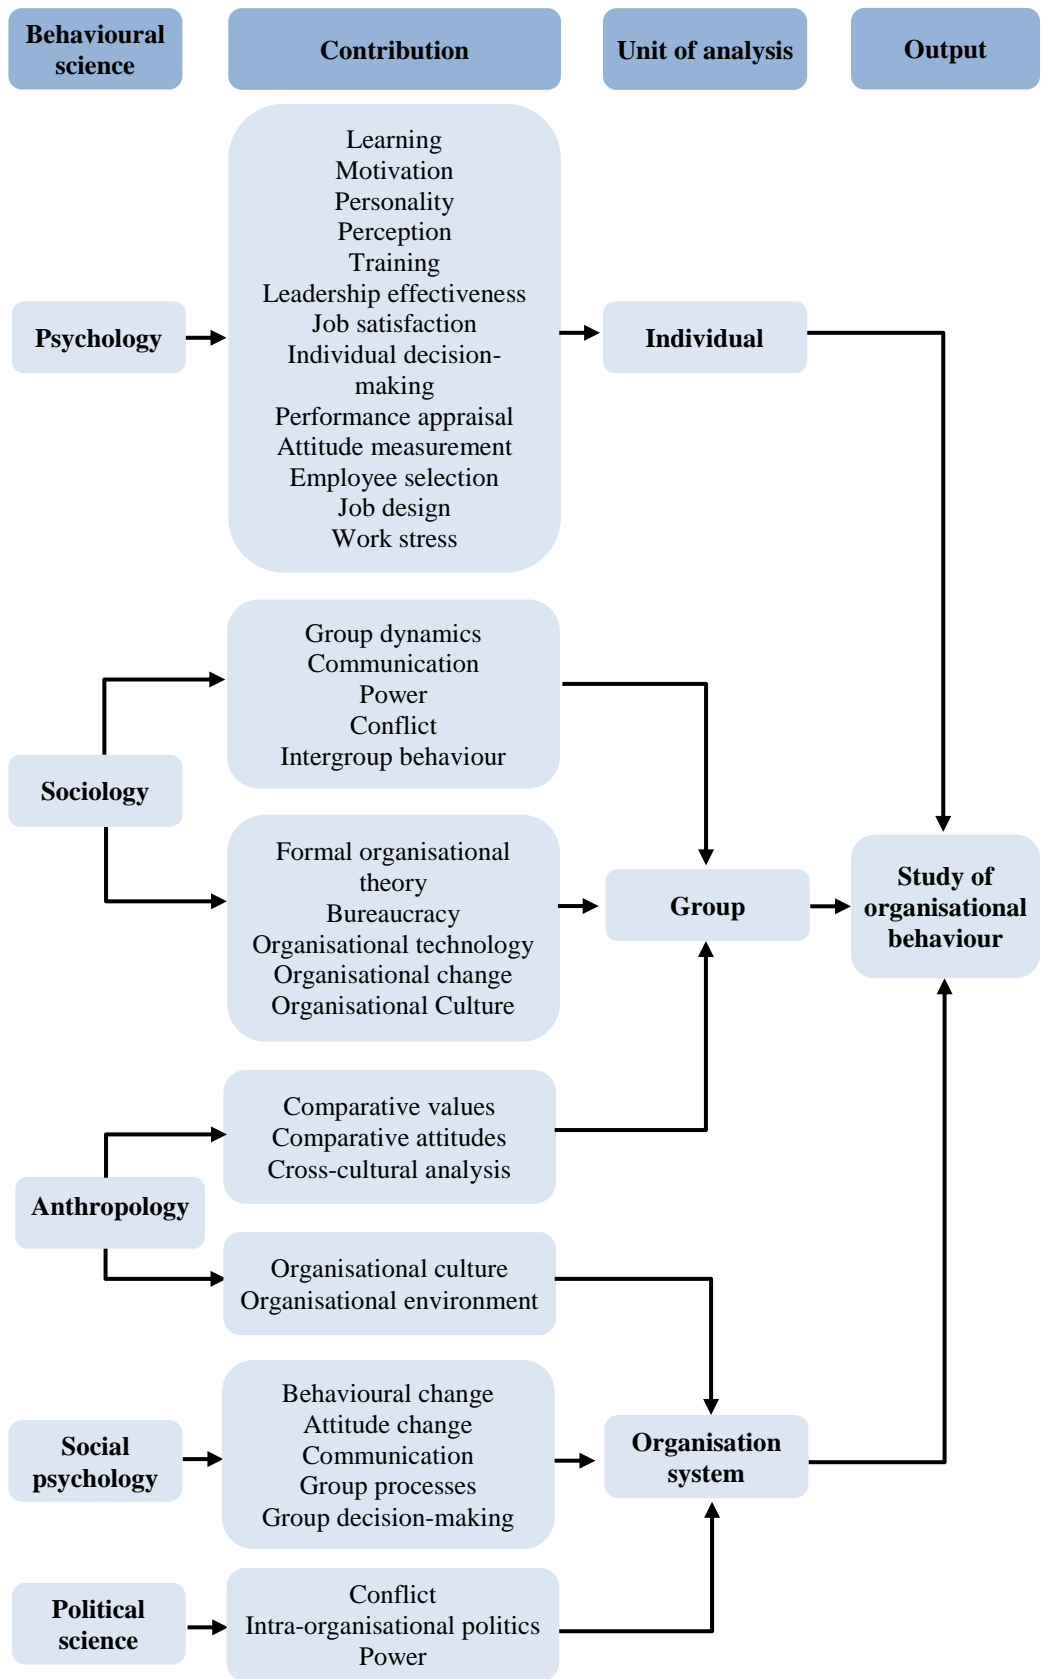 Behavioural
science
Contribution
Unit of analysis
Output
Psychology
Learning
Motivation
Personality
Perception
Training
Leadership effectiveness
Job satisfaction
Individual decision-
making
Performance appraisal
Attitude measurement
Employee selection
Job design
Work stress
Individual
Sociology
Group dynamics
Communication
Power
Conflict
Intergroup behaviour
Formal organisational
theory
Bureaucracy
Organisational technology
Organisational change
Organisational Culture
Group
Study of
organisational
behaviour
Anthropology
Comparative values
Comparative attitudes
Cross-cultural analysis
Organisational culture
Organisational environment
Social
psychology
Behavioural change
Attitude change
Communication
Group processes
Group decision-making
Organisation
system
Political
science
Conflict
Intra-organisational politics
Power